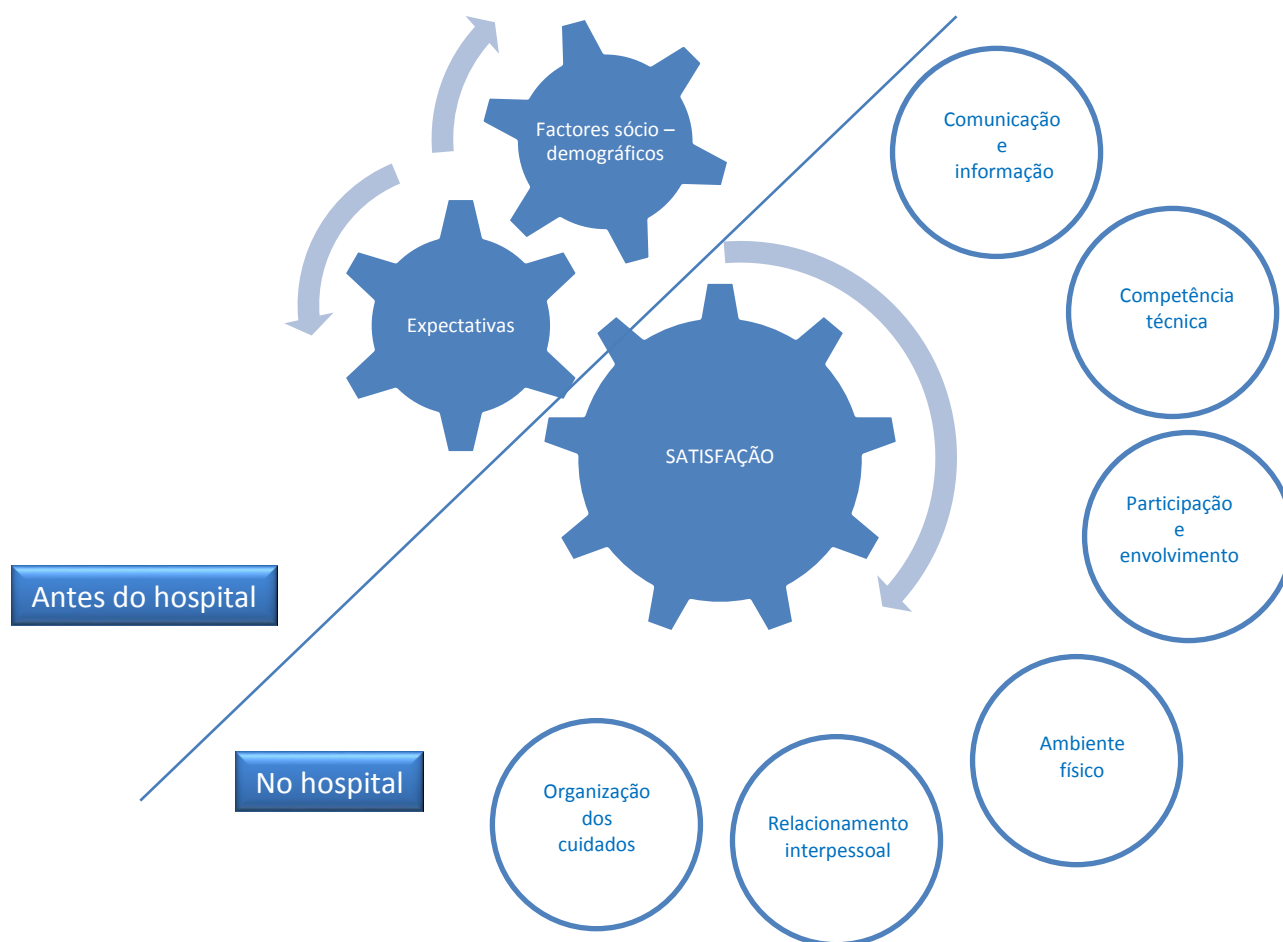 Factores sócio –
demográficos
Comunicação
e
informação
Expectativas
Competência
técnica
SATISFAÇÃO
Participação
e
envolvimento
Antes do hospital
Ambiente
físico
No hospital
Organização
dos
cuidados
Relacionamento
interpessoal